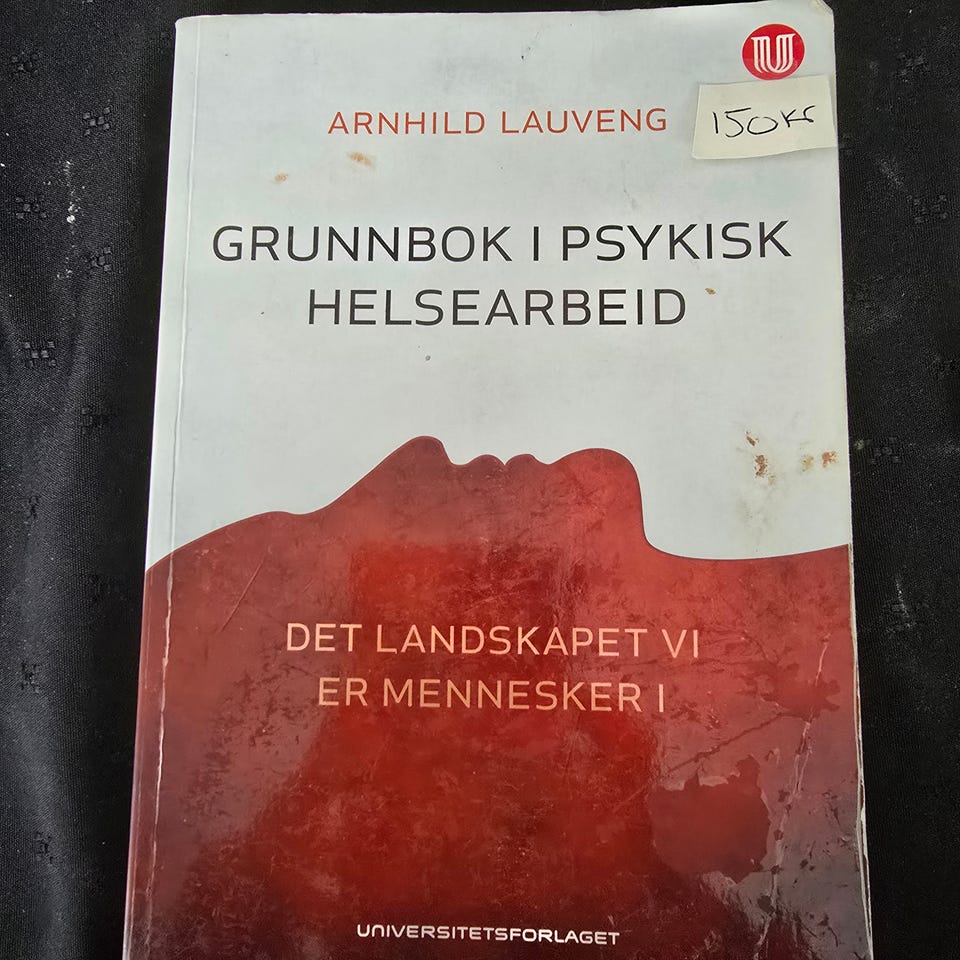 ARNHILD LAUVENG
150kr
GRUNNBOK I PSYKISK
HELSEARBEID
DET LANDSKAPET VI
ER MENNESKER I
UNIVERSITETSFORLAGET